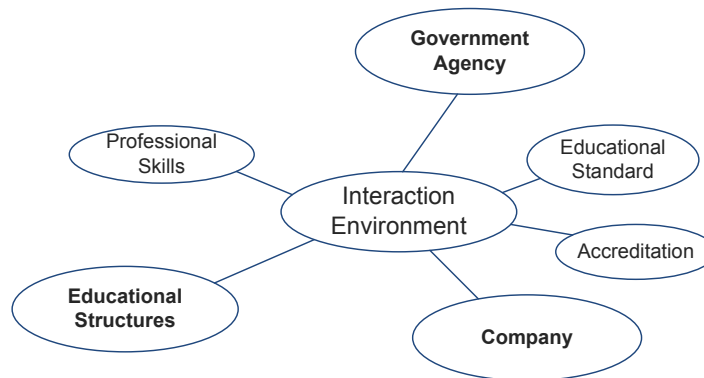 Government
Agency
Professional
Skills
Educational
Standard
Interaction
Environment
Accreditation
Educational
Structures
Company